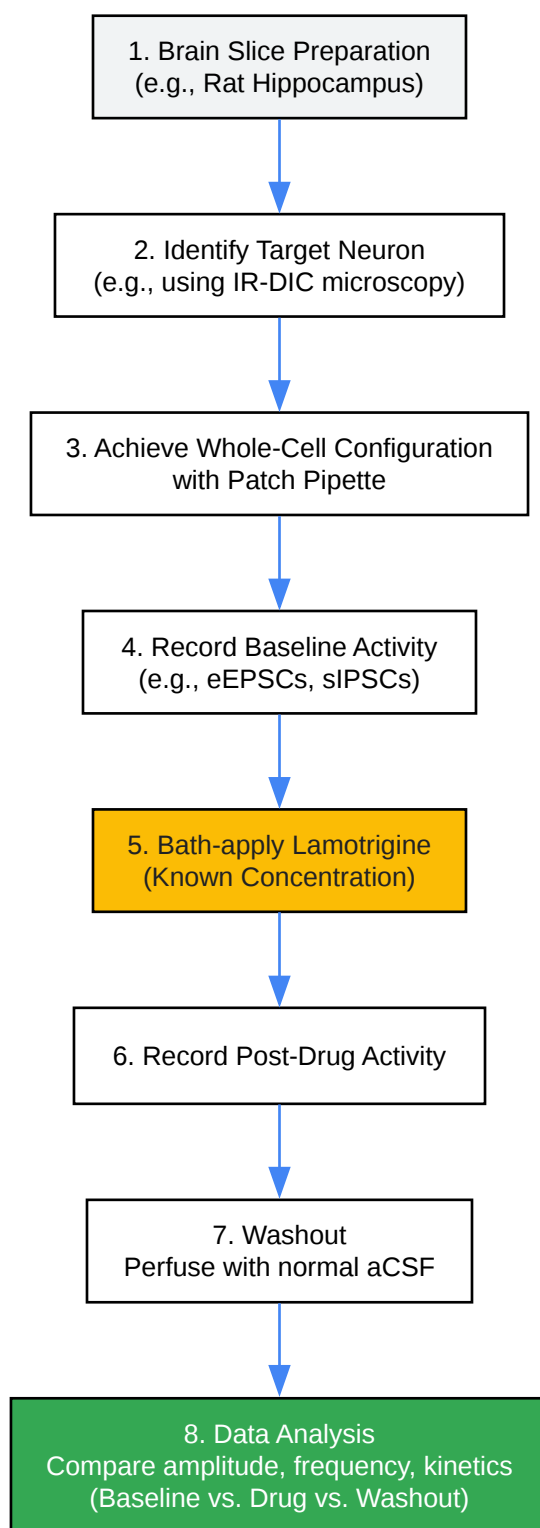 1. Brain Slice Preparation
(e.g., Rat Hippocampus)
2. Identify Target Neuron
(e.g., using IR-DIC microscopy)
3. Achieve Whole-Cell Configuration
with Patch Pipette
4. Record Baseline Activity
(e.g., eEPSCs, sIPSCs)
5. Bath-apply Lamotrigine
(Known Concentration)
6. Record Post-Drug Activity
7. Washout
Perfuse with normal aCSF
8. Data Analysis
Compare amplitude, frequency, kinetics
(Baseline vs. Drug vs. Washout)